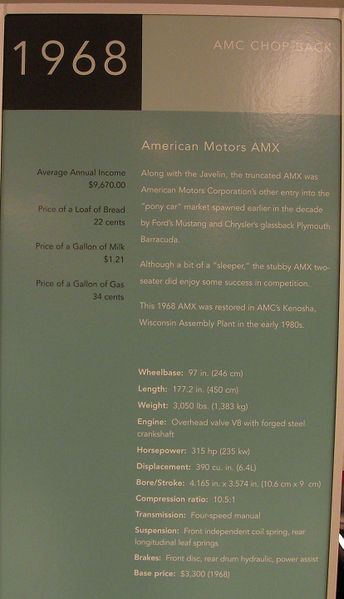 1968
AMC CHOP-BACK
American Motors AMX
Average Annual Income
$9,670.00
Price of a Loaf of Bread
22 cents
Price of a Gallon of Milk
$1.21
Price of a Gallon of Gas
34 cents
Along with the Javelin, the truncated AMX was
American Motors Corporation's other entry into the
"pony car" market spawned earlier in the decade
by Ford's Mustang and Chrysler's glassback Plymouth
Barracuda.
Although a bit of a "sleeper," the stubby AMX two-
seater did enjoy some success in competition.
This 1968 AMX was restored in AMC's Kenosha,
Wisconsin Assembly Plant in the early 1980s.
Wheelbase: 97 in. (246 cm)
Length: 177.2 in. (450 cm)
Weight: 3,050 lbs. (1,383 kg)
Engine: Overhead valve V8 with forged steel
crankshaft
Horsepower: 315 hp (235 kw)
Displacement: 390 cu. in. (6.4L)
Bore/Stroke: 4.165 in. x 3.574 in. (10.6 cm x 9 cm)
Compression ratio: 10.5:1
Transmission: Four-speed manual
Suspension: Front independent coil spring, rear
longitudinal leaf springs
Brakes: Front disc, rear drum hydraulic, power assist
Base price: $3,300 (1968)